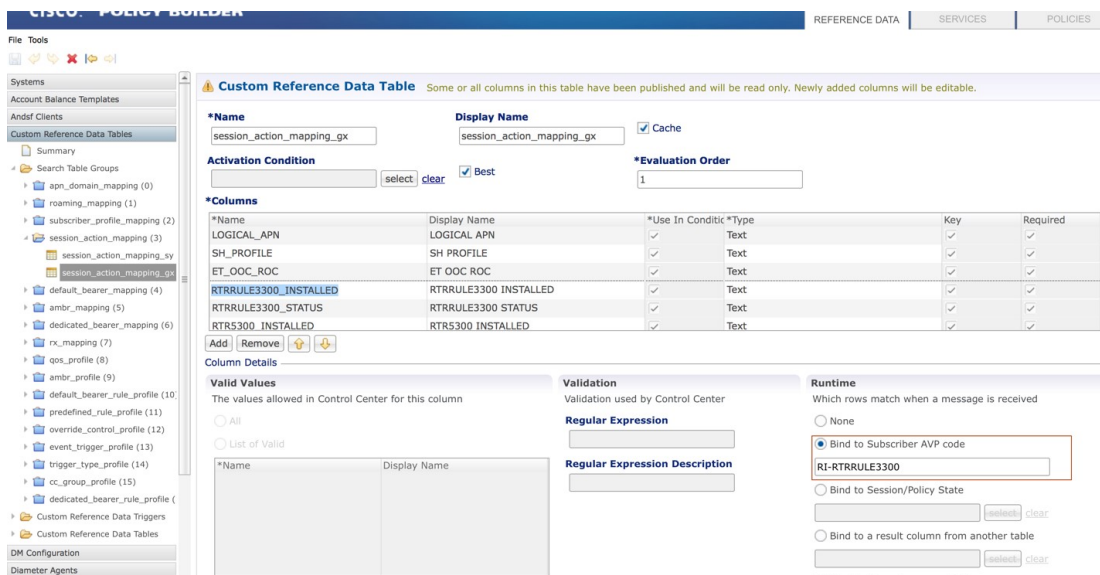 CISCO. POLICY BUILDER
REFERENCE DATA
SERVICES
POLICIES
File Tools
Systems
Account Balance Templates
Andsf Clients
Custom Reference Data Tables
Summary
Search Table Groups
apn_domain_mapping (0)
roaming_mapping (1)
subscriber_profile_mapping (2)
session_action_mapping (3)
session_action_mapping_sy
session_action_mapping_gx
default_bearer_mapping (4)
ambr_mapping (5)
dedicated_bearer_mapping (6)
rx_mapping (7)
qos_profile (8)
ambr_profile (9)
default_bearer_rule_profile (10
predefined_rule_profile (11)
override_control_profile (12)
event_trigger_profile (13)
trigger_type_profile (14)
cc_group_profile (15)
dedicated_bearer_rule_profile (
Custom Reference Data Triggers
Custom Reference Data Tables
DM Configuration
Diameter Agents
Custom Reference Data Table Some or all columns in this table have been published and will be read only. Newly added columns will be editable.
*Name Display Name
session_action_mapping_gx session_action_mapping_gx Cache
Activation Condition *Evaluation Order
select clear Best 1
*Columns
*Name Display Name *Use In Conditic *Type Key Required
LOGICAL_APN LOGICAL APN Text
SH_PROFILE SH PROFILE Text
ET_OOC_ROC ET OOC ROC Text
RTRRULE3300_INSTALLED RTRRULE3300 INSTALLED Text
RTRRULE3300_STATUS RTRRULE3300 STATUS Text
RTR5300_INSTALLED RTR5300 INSTALLED Text
Add Remove
Column Details
Valid Values
The values allowed in Control Center for this column
All
List of Valid
*Name Display Name
Validation
Validation used by Control Center
Regular Expression
Regular Expression Description
Runtime
Which rows match when a message is received
None
Bind to Subscriber AVP code
RI-RTRRULE3300
Bind to Session/Policy State
select clear
Bind to a result column from another table
select clear